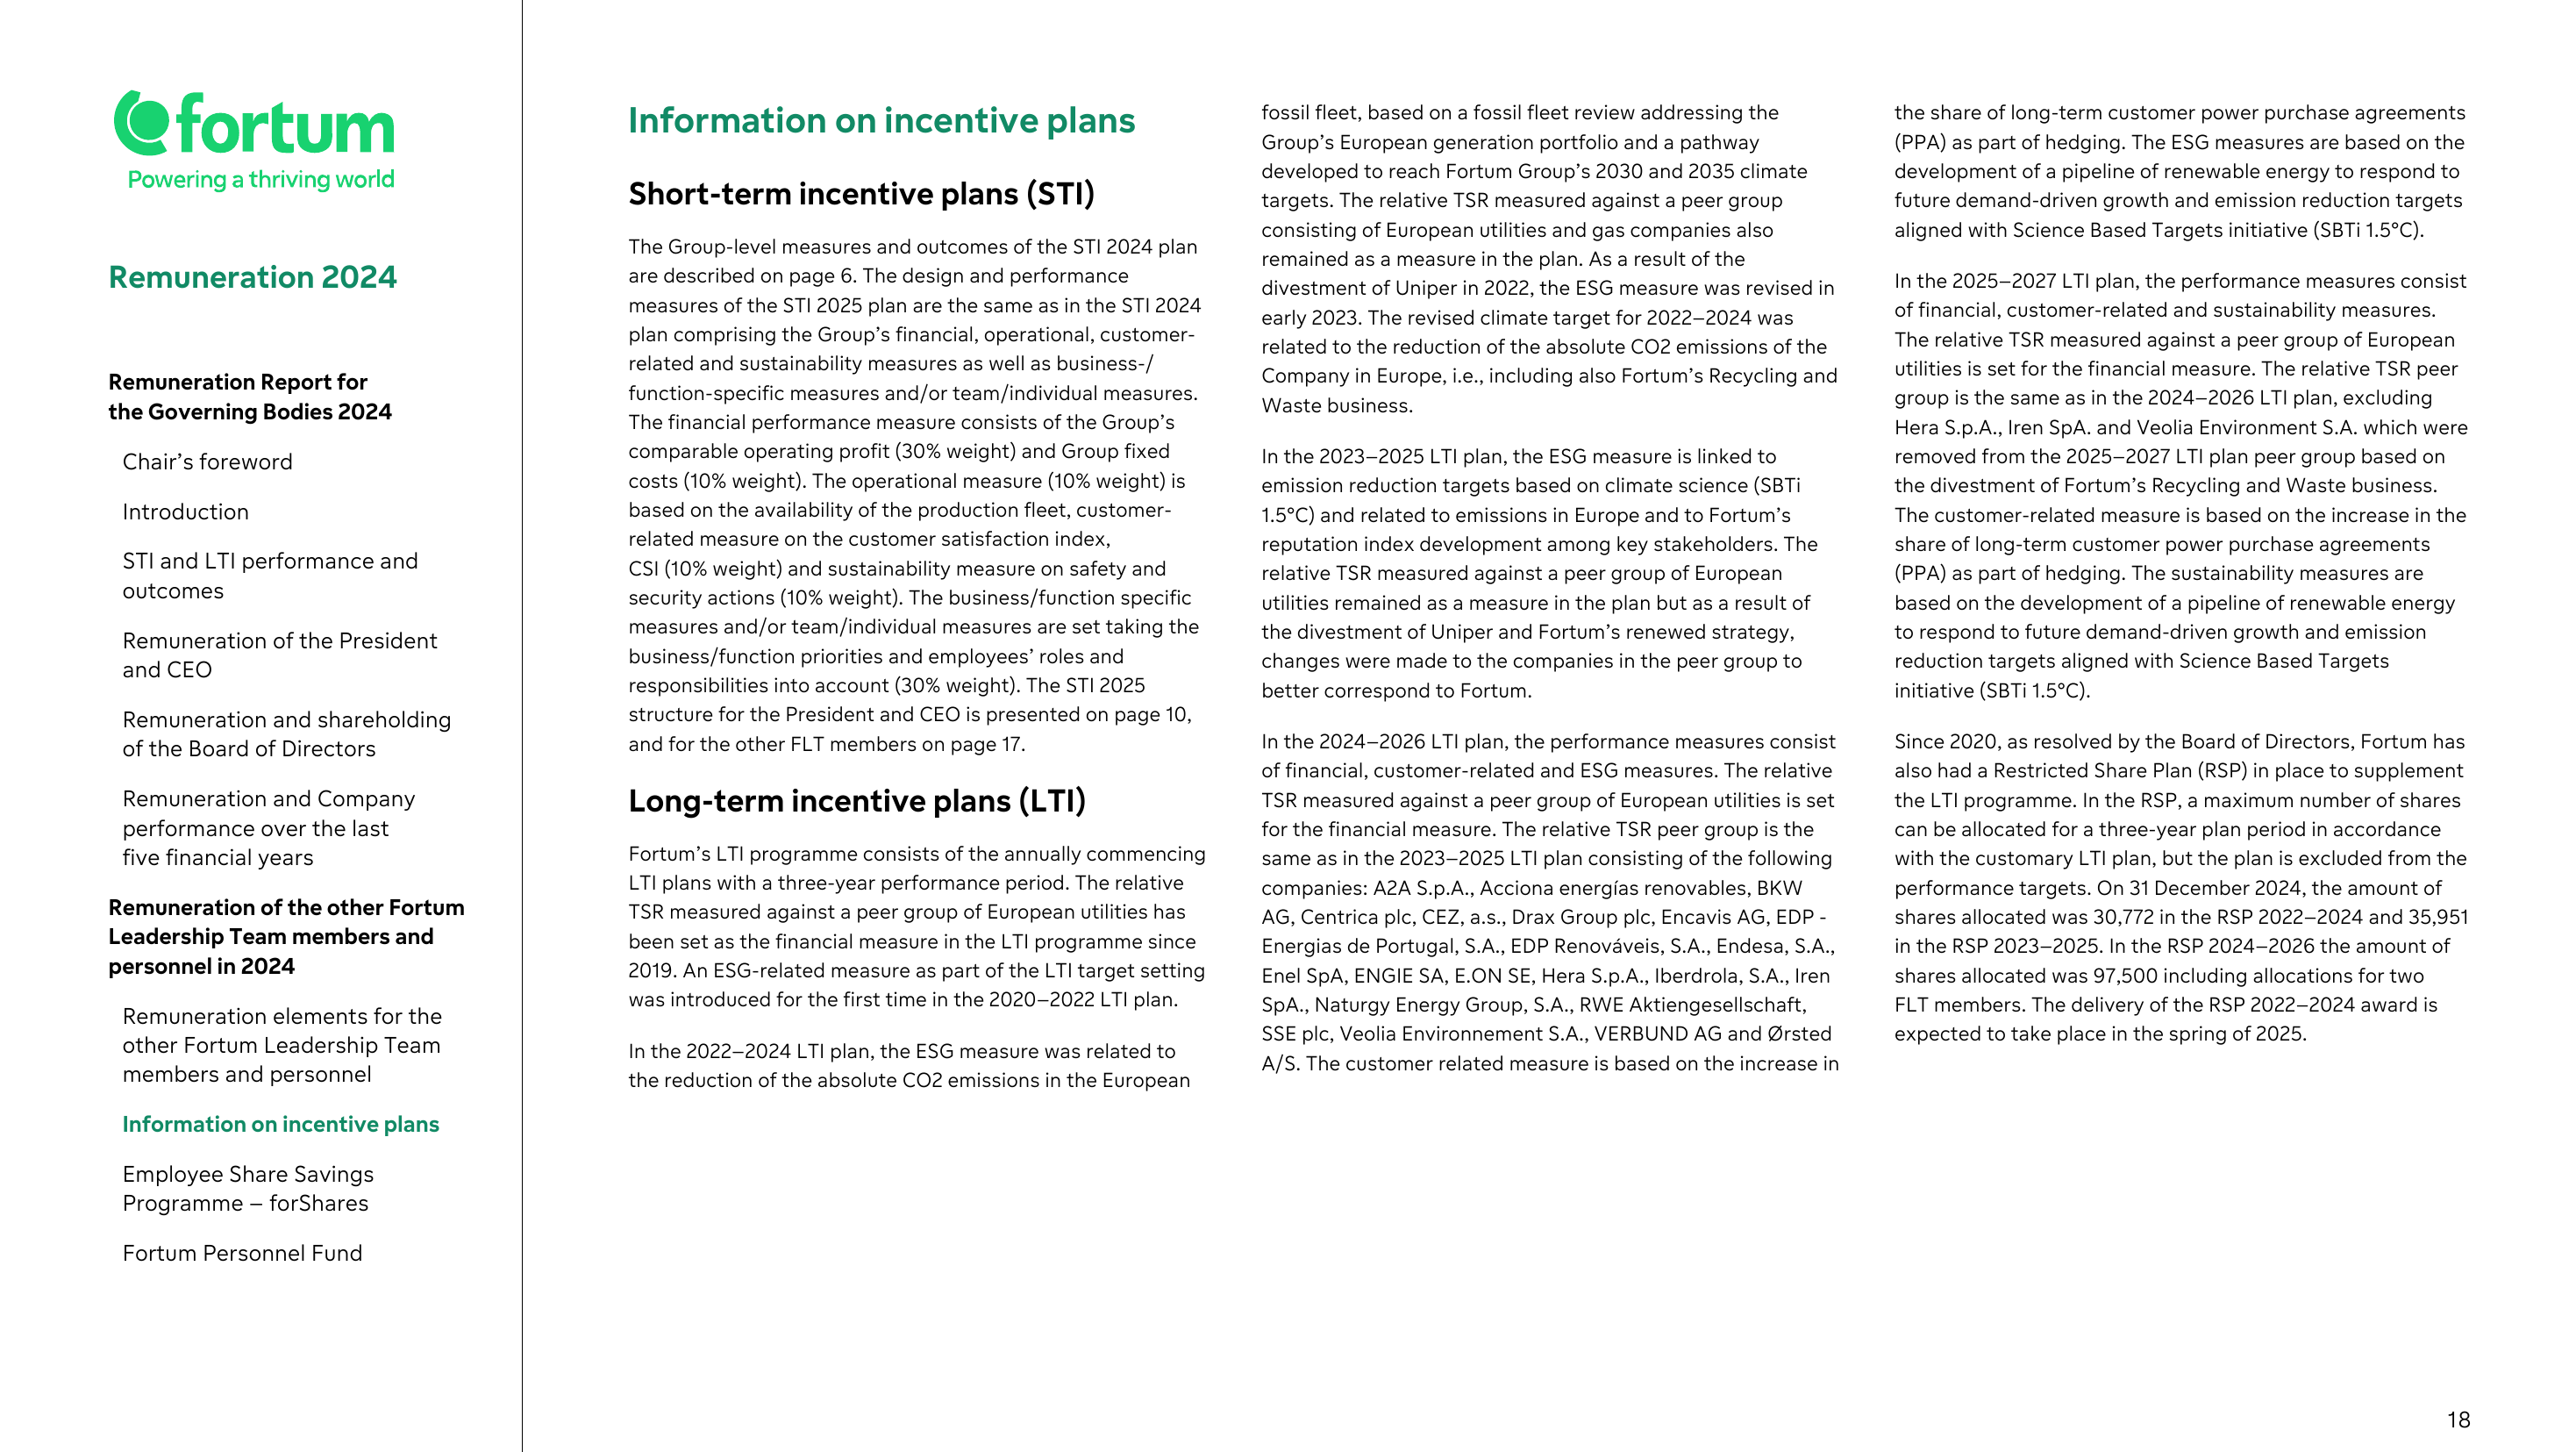 fortum
Powering a thriving world
Remuneration 2024
Remuneration Report for
the Governing Bodies 2024
Chair’s foreword
Introduction
STI and LTI performance and
outcomes
Remuneration of the President
and CEO
Remuneration and shareholding
of the Board of Directors
Remuneration and Company
performance over the last
five financial years
Remuneration of the other Fortum
Leadership Team members and
personnel in 2024
Remuneration elements for the
other Fortum Leadership Team
members and personnel
Information on incentive plans
Employee Share Savings
Programme – forShares
Fortum Personnel Fund
Information on incentive plans
Short-term incentive plans (STI)
The Group-level measures and outcomes of the STI 2024 plan
are described on page 6. The design and performance
measures of the STI 2025 plan are the same as in the STI 2024
plan comprising the Group’s financial, operational, customer-
related and sustainability measures as well as business-/
function-specific measures and/or team/individual measures.
The financial performance measure consists of the Group’s
comparable operating profit (30% weight) and Group fixed
costs (10% weight). The operational measure (10% weight) is
based on the availability of the production fleet, customer-
related measure on the customer satisfaction index,
CSI (10% weight) and sustainability measure on safety and
security actions (10% weight). The business/function specific
measures and/or team/individual measures are set taking the
business/function priorities and employees’ roles and
responsibilities into account (30% weight). The STI 2025
structure for the President and CEO is presented on page 10,
and for the other FLT members on page 17.
Long-term incentive plans (LTI)
Fortum’s LTI programme consists of the annually commencing
LTI plans with a three-year performance period. The relative
TSR measured against a peer group of European utilities has
been set as the financial measure in the LTI programme since
2019. An ESG-related measure as part of the LTI target setting
was introduced for the first time in the 2020–2022 LTI plan.
In the 2022–2024 LTI plan, the ESG measure was related to
the reduction of the absolute CO2 emissions in the European
fossil fleet, based on a fossil fleet review addressing the
Group’s European generation portfolio and a pathway
developed to reach Fortum Group’s 2030 and 2035 climate
targets. The relative TSR measured against a peer group
consisting of European utilities and gas companies also
remained as a measure in the plan. As a result of the
divestment of Uniper in 2022, the ESG measure was revised in
early 2023. The revised climate target for 2022–2024 was
related to the reduction of the absolute CO2 emissions of the
Company in Europe, i.e., including also Fortum’s Recycling and
Waste business.
In the 2023–2025 LTI plan, the ESG measure is linked to
emission reduction targets based on climate science (SBTi
1.5°C) and related to emissions in Europe and to Fortum’s
reputation index development among key stakeholders. The
relative TSR measured against a peer group of European
utilities remained as a measure in the plan but as a result of
the divestment of Uniper and Fortum’s renewed strategy,
changes were made to the companies in the peer group to
better correspond to Fortum.
In the 2024–2026 LTI plan, the performance measures consist
of financial, customer-related and ESG measures. The relative
TSR measured against a peer group of European utilities is set
for the financial measure. The relative TSR peer group is the
same as in the 2023–2025 LTI plan consisting of the following
companies: A2A S.p.A., Acciona energías renovables, BKW
AG, Centrica plc, CEZ, a.s., Drax Group plc, Encavis AG, EDP -
Energias de Portugal, S.A., EDP Renováveis, S.A., Endesa, S.A.,
Enel SpA, ENGIE SA, E.ON SE, Hera S.p.A., Iberdrola, S.A., Iren
SpA., Naturgy Energy Group, S.A., RWE Aktiengesellschaft,
SSE plc, Veolia Environnement S.A., VERBUND AG and Ørsted
A/S. The customer related measure is based on the increase in
the share of long-term customer power purchase agreements
(PPA) as part of hedging. The ESG measures are based on the
development of a pipeline of renewable energy to respond to
future demand-driven growth and emission reduction targets
aligned with Science Based Targets initiative (SBTi 1.5°C).
In the 2025–2027 LTI plan, the performance measures consist
of financial, customer-related and sustainability measures.
The relative TSR measured against a peer group of European
utilities is set for the financial measure. The relative TSR peer
group is the same as in the 2024–2026 LTI plan, excluding
Hera S.p.A., Iren SpA. and Veolia Environment S.A. which were
removed from the 2025–2027 LTI plan peer group based on
the divestment of Fortum’s Recycling and Waste business.
The customer-related measure is based on the increase in the
share of long-term customer power purchase agreements
(PPA) as part of hedging. The sustainability measures are
based on the development of a pipeline of renewable energy
to respond to future demand-driven growth and emission
reduction targets aligned with Science Based Targets
initiative (SBTi 1.5°C).
Since 2020, as resolved by the Board of Directors, Fortum has
also had a Restricted Share Plan (RSP) in place to supplement
the LTI programme. In the RSP, a maximum number of shares
can be allocated for a three-year plan period in accordance
with the customary LTI plan, but the plan is excluded from the
performance targets. On 31 December 2024, the amount of
shares allocated was 30,772 in the RSP 2022–2024 and 35,951
in the RSP 2023–2025. In the RSP 2024–2026 the amount of
shares allocated was 97,500 including allocations for two
FLT members. The delivery of the RSP 2022–2024 award is
expected to take place in the spring of 2025.
18